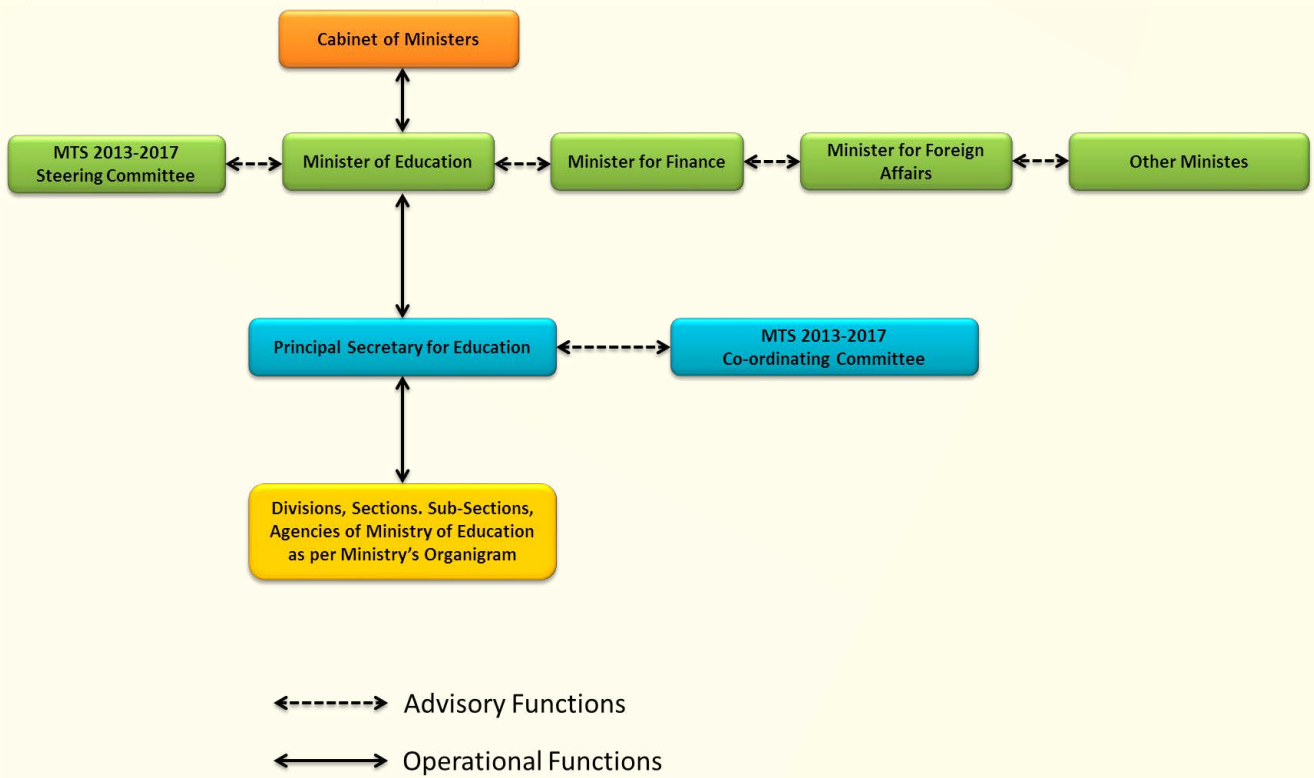 Cabinet of Ministers
MTS 2013-2017
Steering Committee
Minister of Education
Minister for Finance
Minister for Foreign
Affairs
Other Ministes
Principal Secretary for Education
MTS 2013-2017
Co-ordinating Committee
Divisions, Sections. Sub-Sections,
Agencies of Ministry of Education
as per Ministry’s Organigram
Advisory Functions
Operational Functions